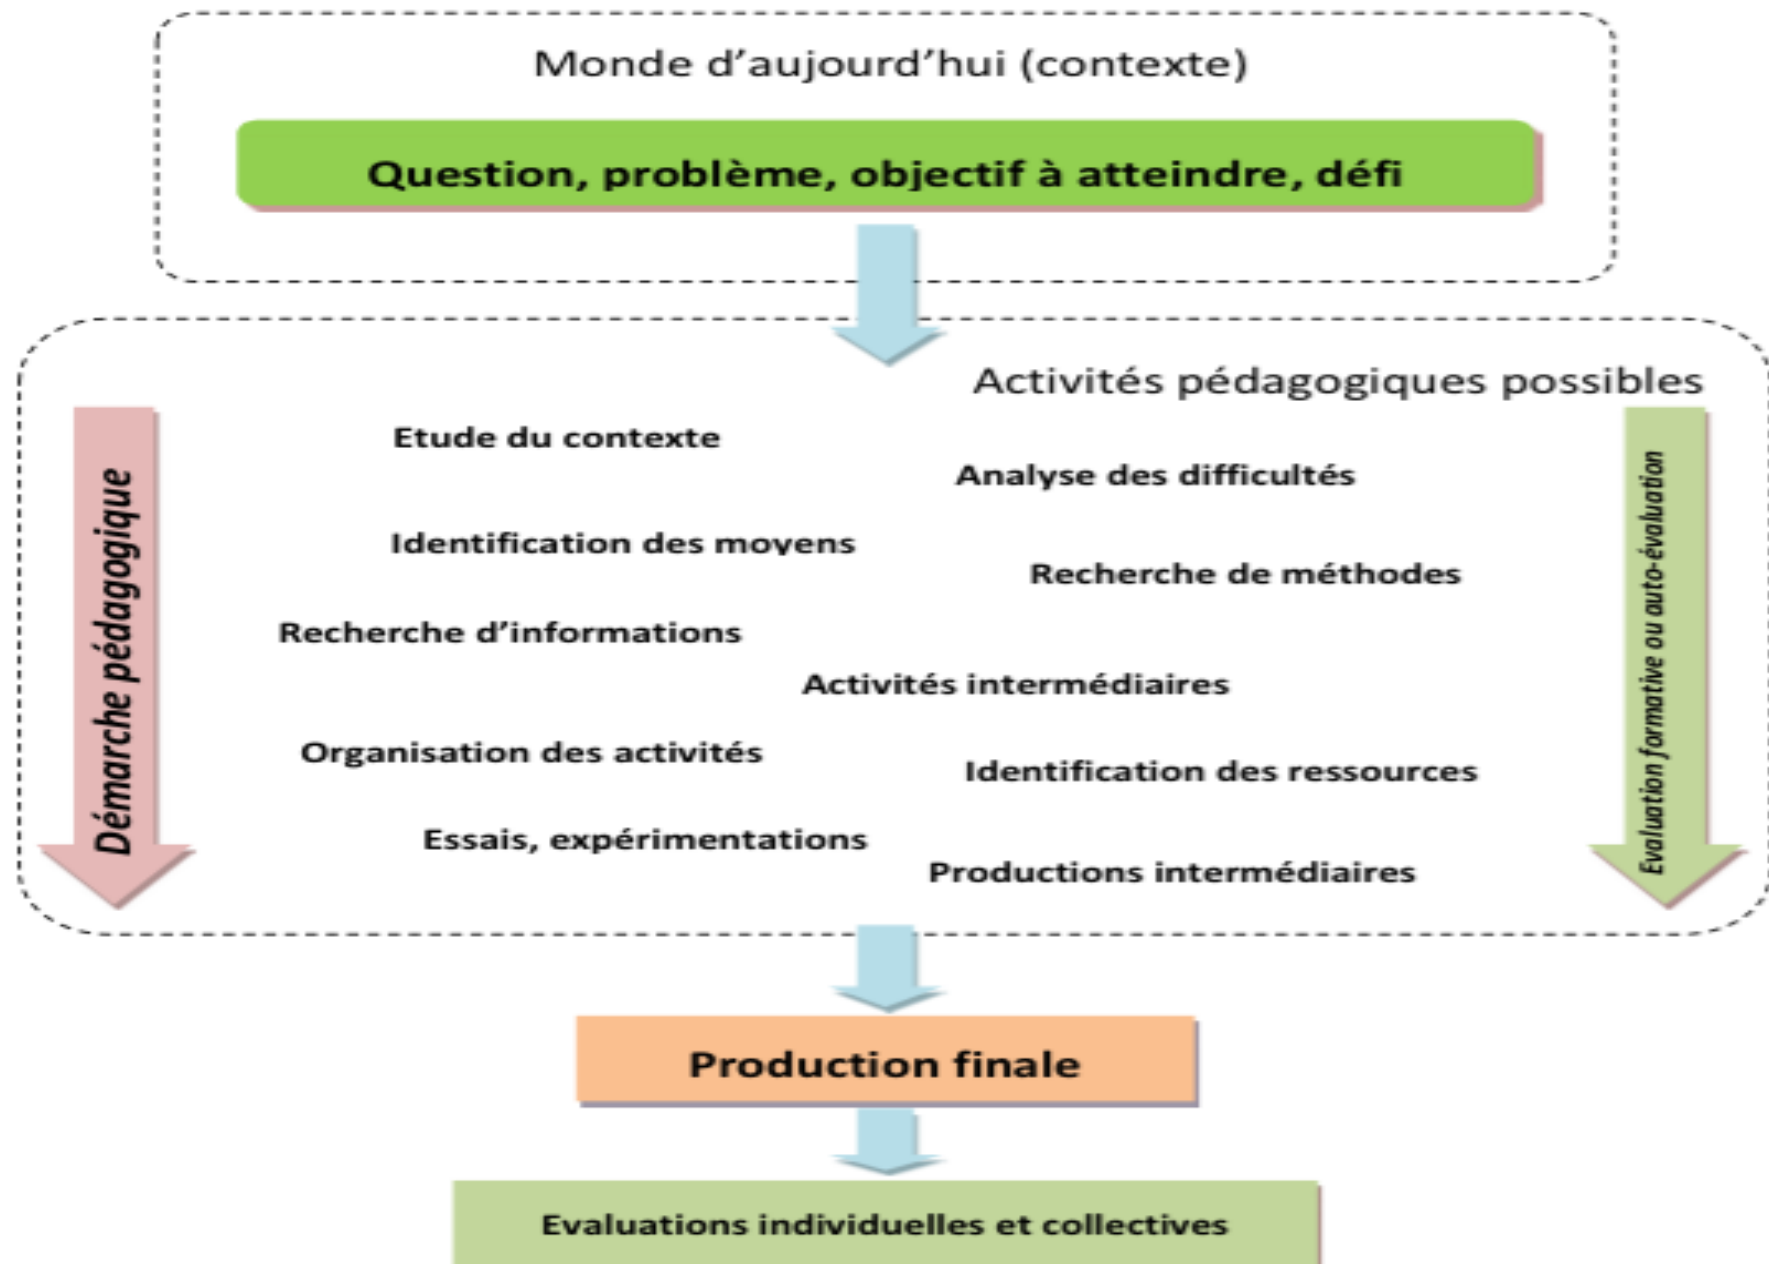 Monde d'aujourd'hui (contexte)
Question, problème, objectif à atteindre, défi
Activités pédagogiques possibles
Démarche pédagogique
Etude du contexte
Analyse des difficultés
Identification des moyens
Recherche de méthodes
Recherche d'informations
Activités intermédiaires
Organisation des activités
Identification des ressources
Essais, expérimentations
Productions intermédiaires
Evaluation formative ou auto-évaluation
Production finale
Evaluations individuelles et collectives